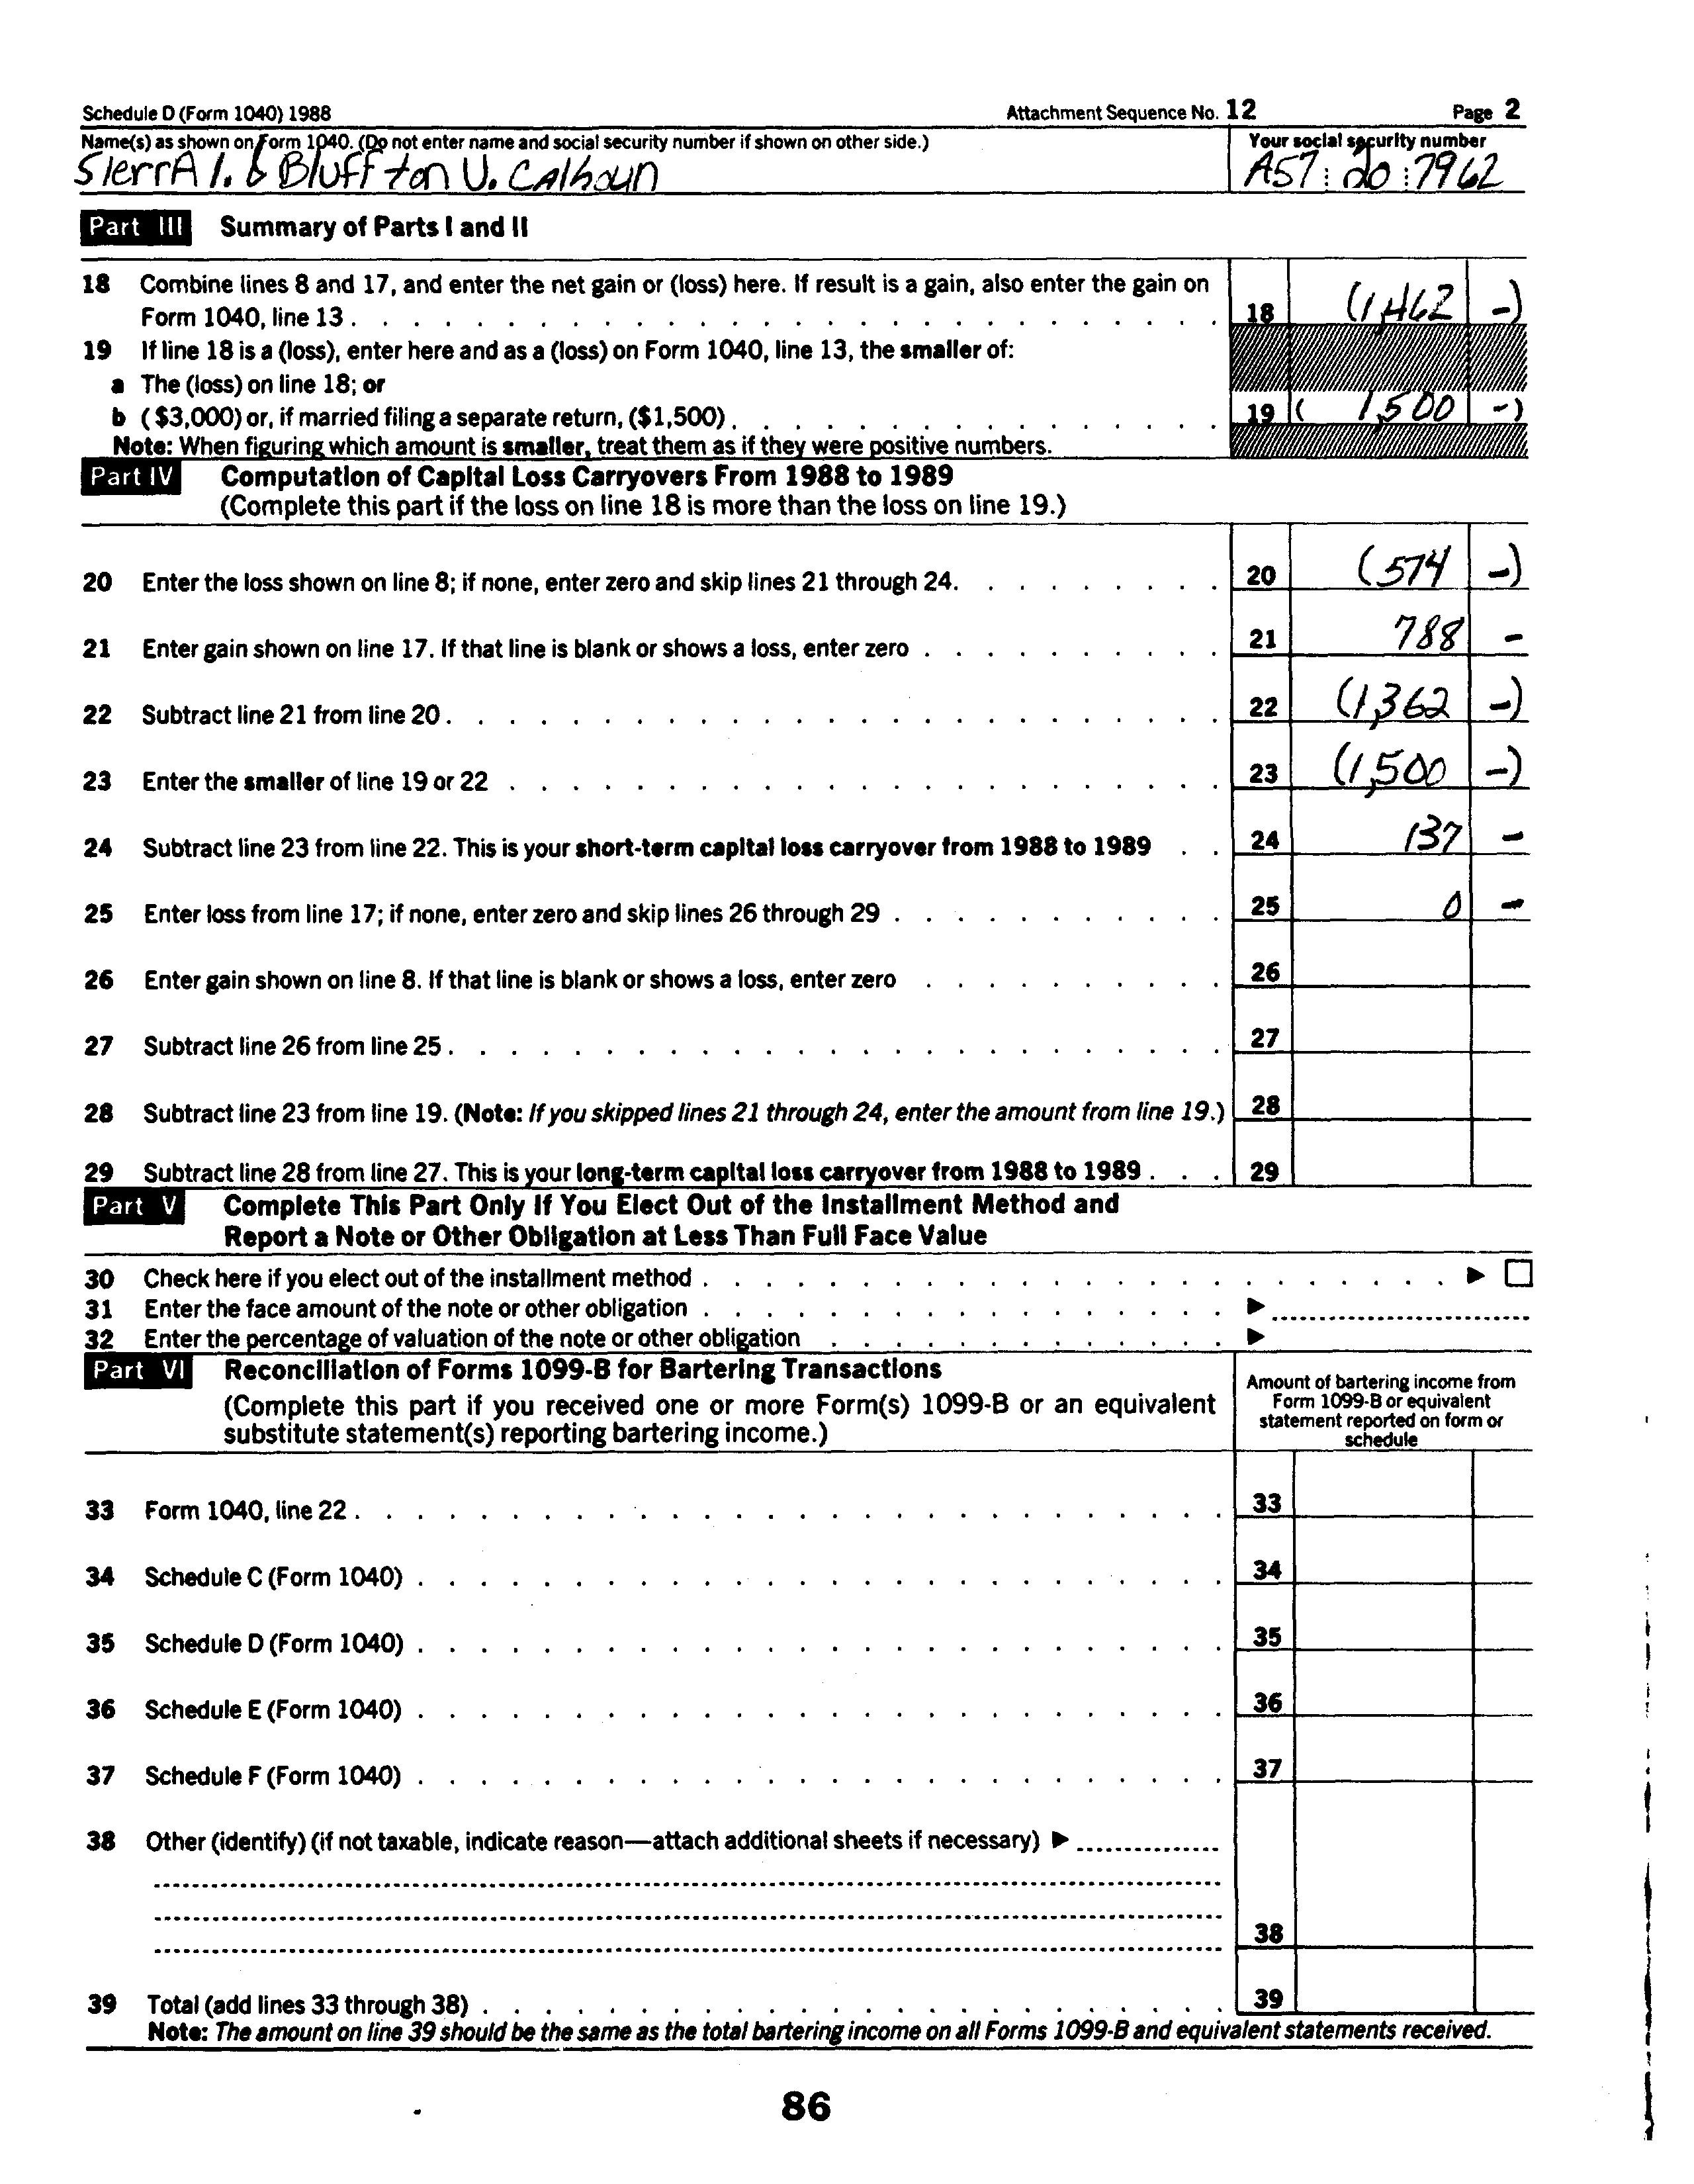 Schedule D (Form 1040) 1988 Attachment Sequence No. 12 Page 2
Name(s) as shown on Form 1040. (Do not enter name and social security number if shown on other side.) Your social security number
SierrA I. & Bluffton U. CAlhoun A57 : 20 : 7962
Part III Summary of Parts I and II
18 Combine lines 8 and 17, and enter the net gain or (loss) here. If result is a gain, also enter the gain on
Form 1040, line 13 . . . 18 (1,462 -)
19 If line 18 is a (loss), enter here and as a (loss) on Form 1040, line 13, the smaller of:
a The (loss) on line 18; or
b ($3,000) or, if married filing a separate return, ($1,500) . . . 19 ( 1,500 -)
Note: When figuring which amount is smaller, treat them as if they were positive numbers.
Part IV Computation of Capital Loss Carryovers From 1988 to 1989
(Complete this part if the loss on line 18 is more than the loss on line 19.)
20 Enter the loss shown on line 8; if none, enter zero and skip lines 21 through 24. . . . 20 (574 -)
21 Enter gain shown on line 17. If that line is blank or shows a loss, enter zero . . . 21 788 -
22 Subtract line 21 from line 20 . . . 22 (1,362 -)
23 Enter the smaller of line 19 or 22 . . . 23 (1,500 -)
24 Subtract line 23 from line 22. This is your short-term capital loss carryover from 1988 to 1989 . . 24 137 -
25 Enter loss from line 17; if none, enter zero and skip lines 26 through 29 . . . 25 0 -
26 Enter gain shown on line 8. If that line is blank or shows a loss, enter zero . . . 26
27 Subtract line 26 from line 25 . . . 27
28 Subtract line 23 from line 19. (Note: If you skipped lines 21 through 24, enter the amount from line 19.) 28
29 Subtract line 28 from line 27. This is your long-term capital loss carryover from 1988 to 1989 . . . 29
Part V Complete This Part Only If You Elect Out of the Installment Method and
Report a Note or Other Obligation at Less Than Full Face Value
30 Check here if you elect out of the installment method . . . ▶ ☐
31 Enter the face amount of the note or other obligation . . . ▶
32 Enter the percentage of valuation of the note or other obligation . . . ▶
Part VI Reconciliation of Forms 1099-B for Bartering Transactions
(Complete this part if you received one or more Form(s) 1099-B or an equivalent
substitute statement(s) reporting bartering income.)
Amount of bartering income from
Form 1099-B or equivalent
statement reported on form or
schedule
33 Form 1040, line 22 . . . 33
34 Schedule C (Form 1040) . . . 34
35 Schedule D (Form 1040) . . . 35
36 Schedule E (Form 1040) . . . 36
37 Schedule F (Form 1040) . . . 37
38 Other (identify) (if not taxable, indicate reason—attach additional sheets if necessary) ▶
38
39 Total (add lines 33 through 38) . . . 39
Note: The amount on line 39 should be the same as the total bartering income on all Forms 1099-B and equivalent statements received.
86